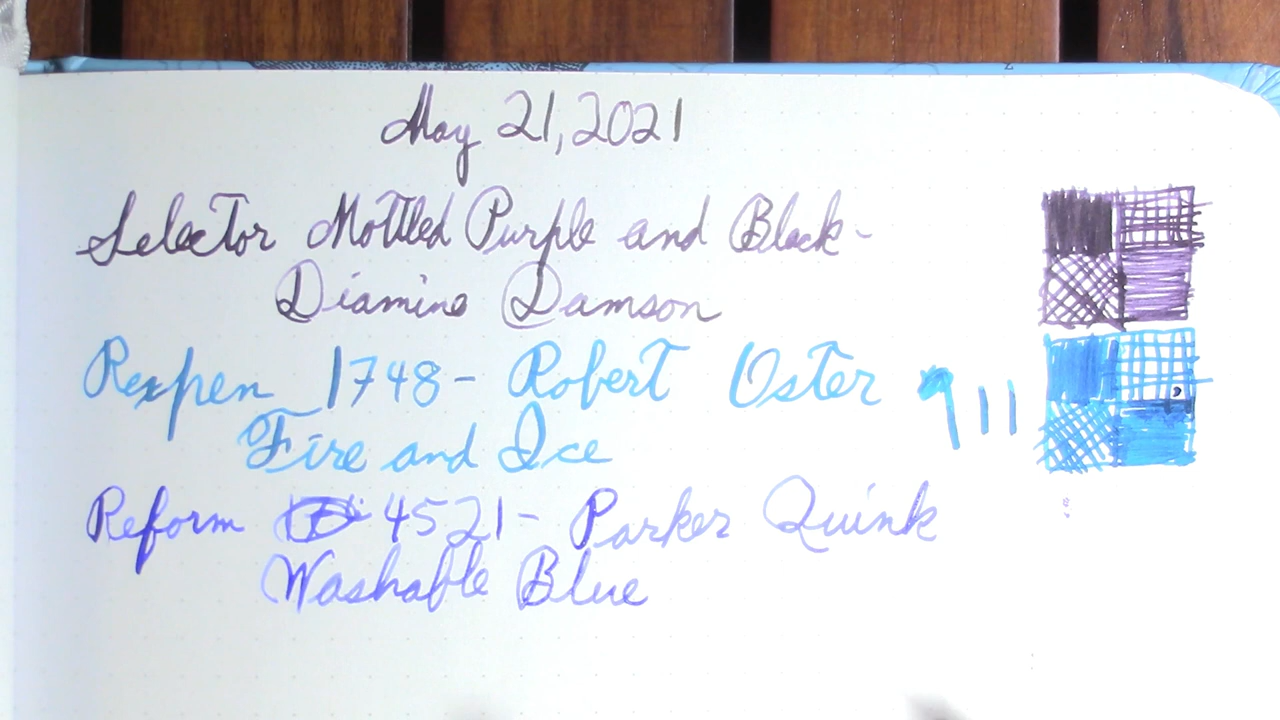 May 21, 2021
Selector Mottled Purple and Black-
Diamine Damson
Rexpen 1748- Robert Oster
Fire and Ice
911
Reform 4521- Parker Quink
Washable Blue